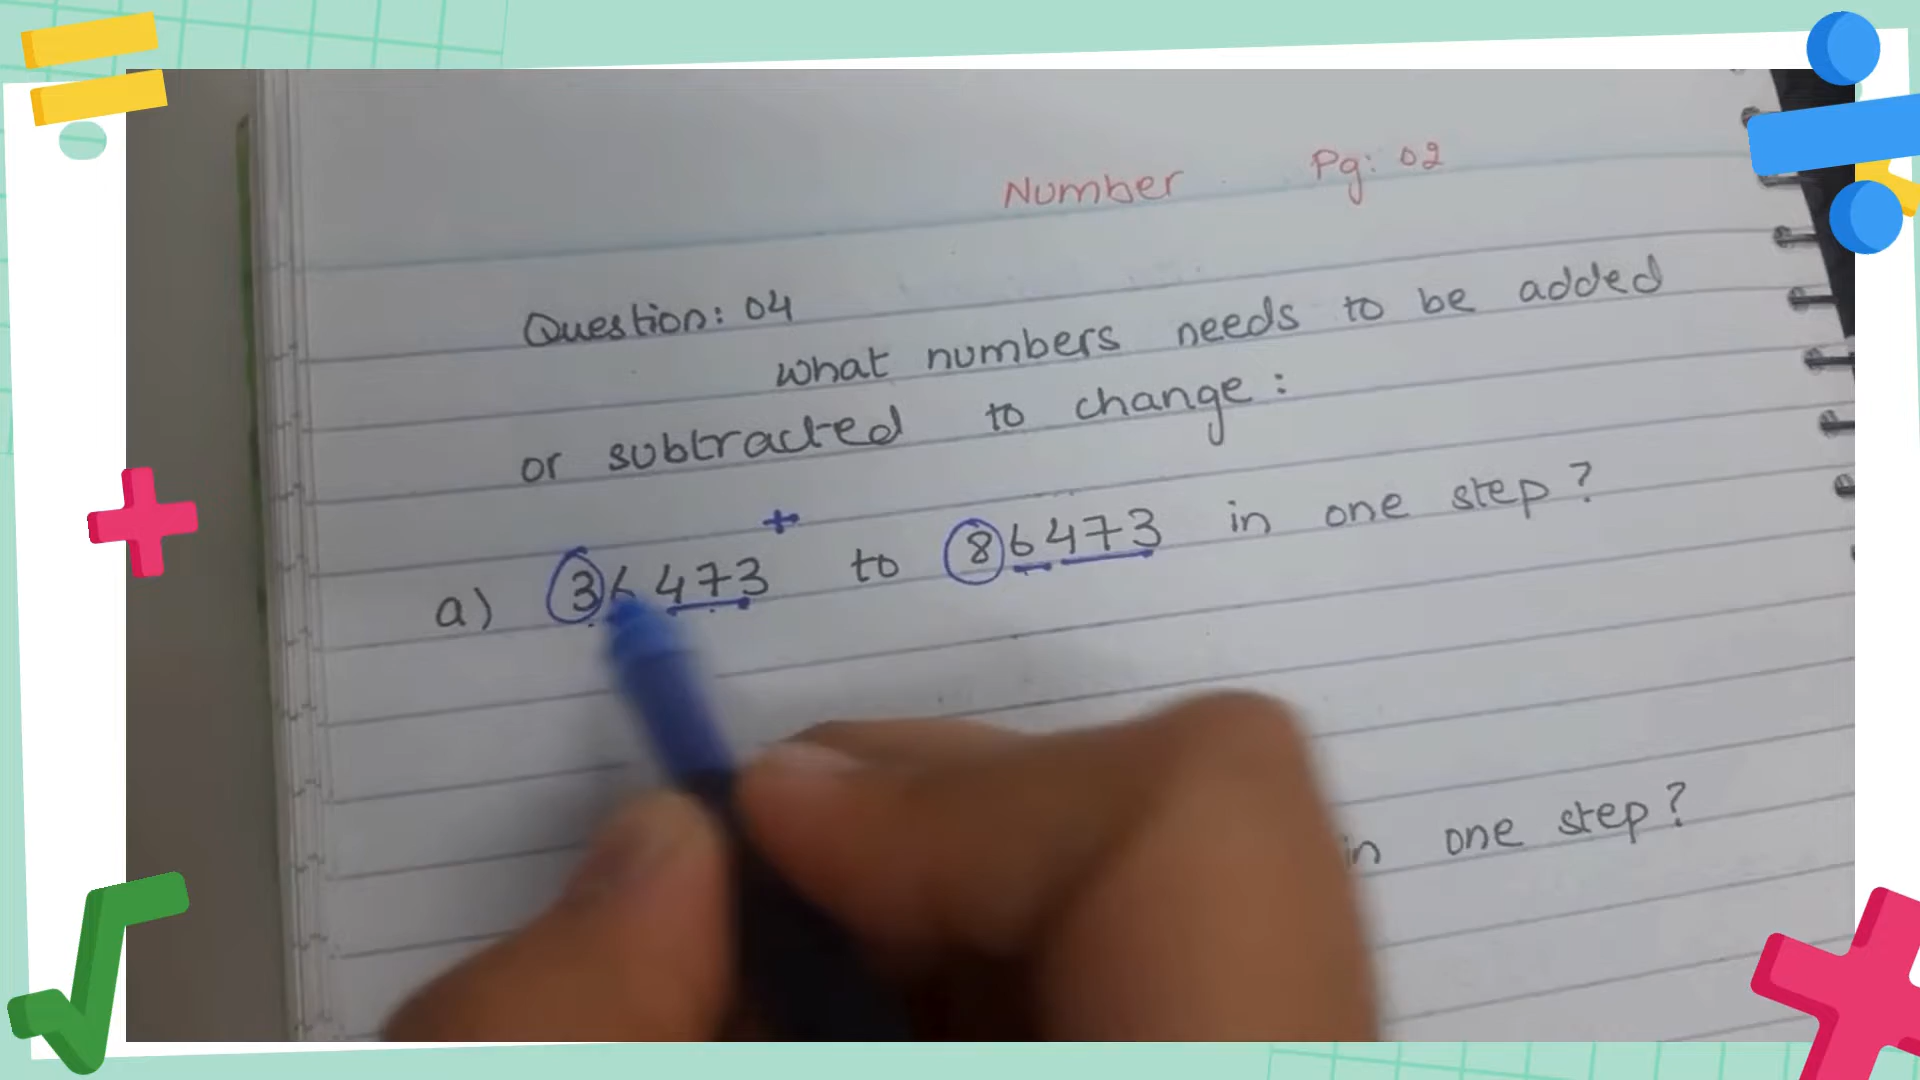 Number Pg: 02
Question: 04
What numbers needs to be added
or subtracted to change:
+
a) 36473 to 86473 in one step?
in one step?